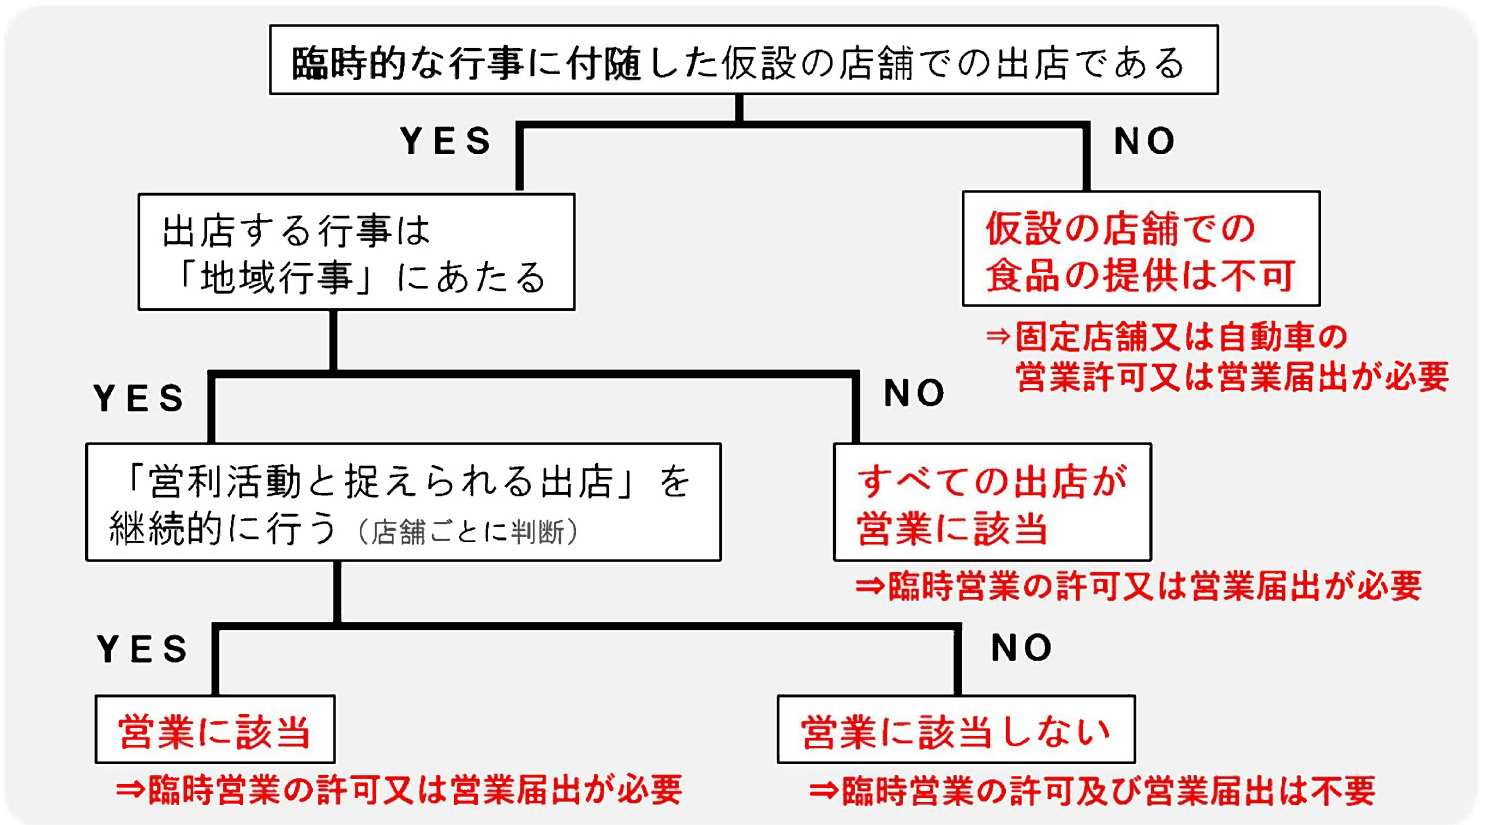 臨時的な行事に付随した仮設の店舗での出店である
YES
NO
出店する行事は
「地域行事」にあたる
仮設の店舗での
食品の提供は不可
⇒固定店舗又は自動車の
営業許可又は営業届出が必要
YES
NO
「営利活動と捉えられる出店」を
継続的に行う（店舗ごとに判断）
すべての出店が
営業に該当
⇒臨時営業の許可又は営業届出が必要
YES
NO
営業に該当
⇒臨時営業の許可又は営業届出が必要
営業に該当しない
⇒臨時営業の許可及び営業届出は不要